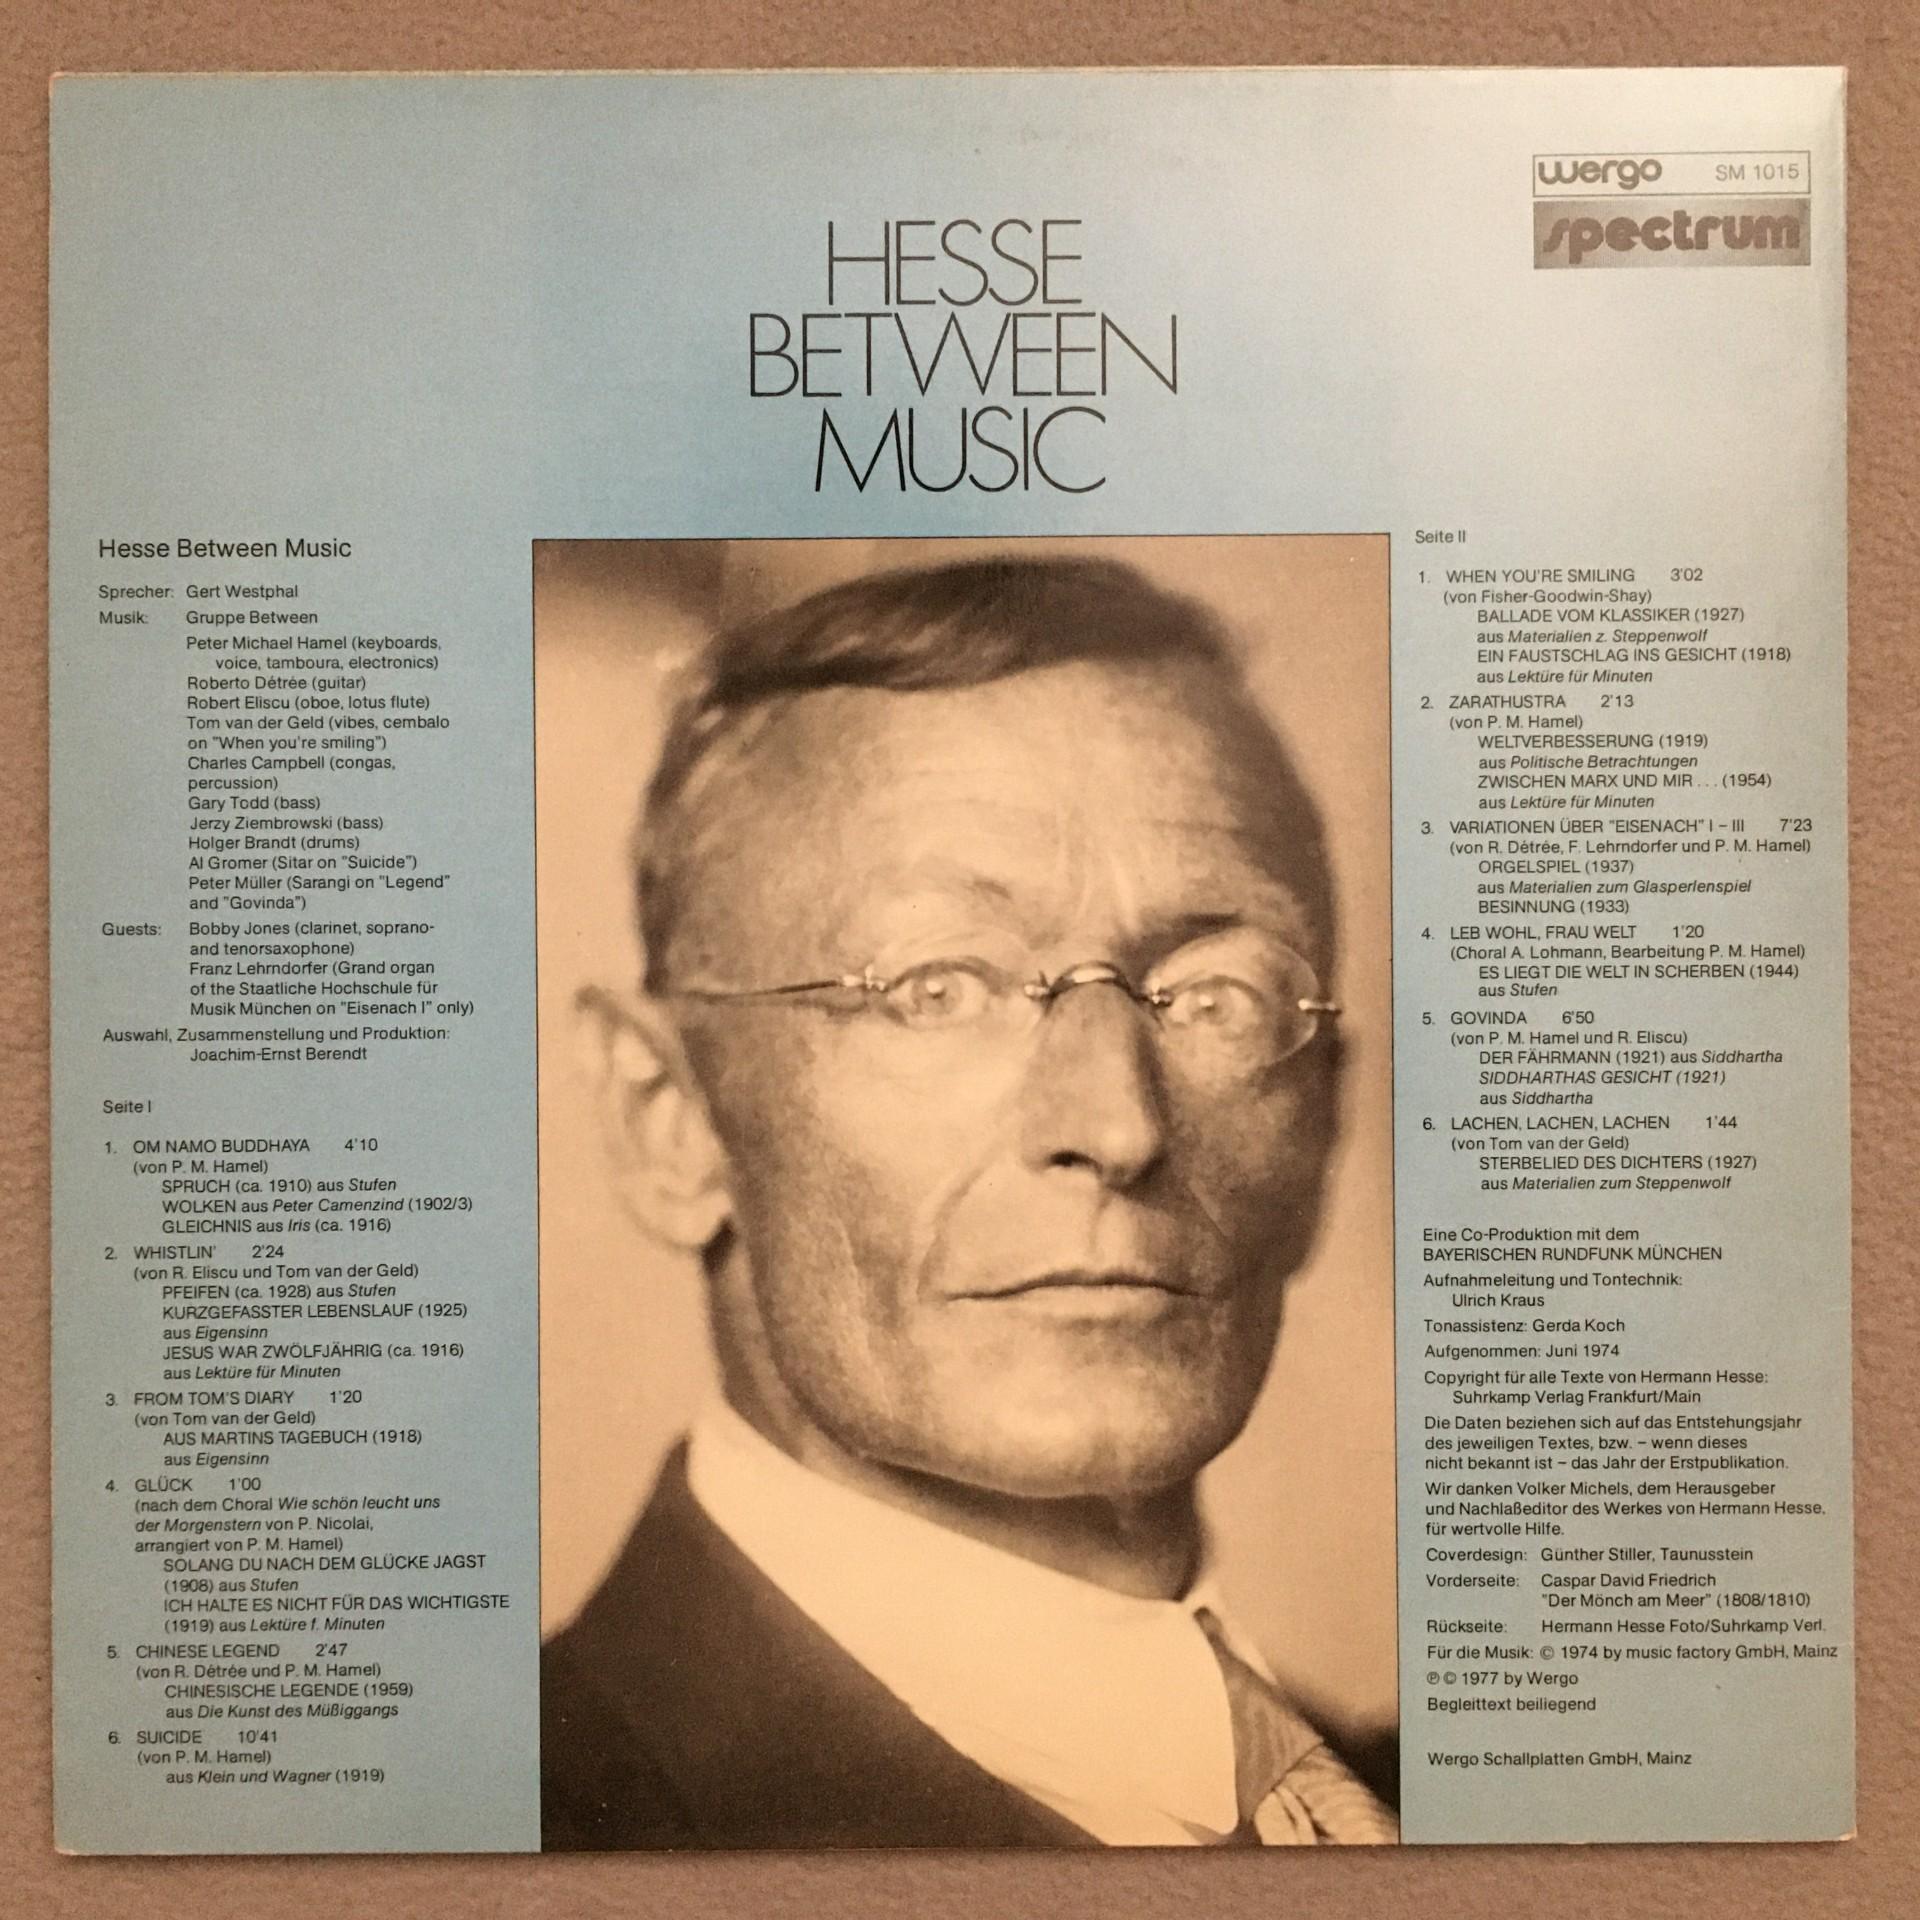 wergo SM 1015
spectrum
HESSE
BETWEEN
MUSIC
Hesse Between Music
Sprecher: Gert Westphal
Musik: Gruppe Between
Peter Michael Hamel (keyboards,
voice, tamboura, electronics)
Roberto Détrée (guitar)
Robert Eliscu (oboe, lotus flute)
Tom van der Geld (vibes, cembalo
on "When you're smiling")
Charles Campbell (congas,
percussion)
Gary Todd (bass)
Jerzy Ziembrowski (bass)
Holger Brandt (drums)
Al Gromer (Sitar on "Suicide")
Peter Müller (Sarangi on "Legend"
and "Govinda")
Guests: Bobby Jones (clarinet, soprano-
and tenorsaxophone)
Franz Lehrndorfer (Grand organ
of the Staatliche Hochschule für
Musik München on "Eisenach I" only)
Auswahl, Zusammenstellung und Produktion:
Joachim-Ernst Berendt
Seite I
1. OM NAMO BUDDHAYA 4'10
(von P. M. Hamel)
SPRUCH (ca. 1910) aus Stufen
WOLKEN aus Peter Camenzind (1902/3)
GLEICHNIS aus Iris (ca. 1916)
2. WHISTLIN' 2'24
(von R. Eliscu und Tom van der Geld)
PFEIFEN (ca. 1928) aus Stufen
KURZGEFASSTER LEBENSLAUF (1925)
aus Eigensinn
JESUS WAR ZWÖLFJÄHRIG (ca. 1916)
aus Lektüre für Minuten
3. FROM TOM'S DIARY 1'20
(von Tom van der Geld)
AUS MARTINS TAGEBUCH (1918)
aus Eigensinn
4. GLÜCK 1'00
(nach dem Choral Wie schön leucht uns
der Morgenstern von P. Nicolai,
arrangiert von P. M. Hamel)
SOLANG DU NACH DEM GLÜCKE JAGST
(1908) aus Stufen
ICH HALTE ES NICHT FÜR DAS WICHTIGSTE
(1919) aus Lektüre f. Minuten
5. CHINESE LEGEND 2'47
(von R. Détrée und P. M. Hamel)
CHINESISCHE LEGENDE (1959)
aus Die Kunst des Müßiggangs
6. SUICIDE 10'41
(von P. M. Hamel)
aus Klein und Wagner (1919)
Seite II
1. WHEN YOU'RE SMILING 3'02
(von Fisher-Goodwin-Shay)
BALLADE VOM KLASSIKER (1927)
aus Materialien z. Steppenwolf
EIN FAUSTSCHLAG INS GESICHT (1918)
aus Lektüre für Minuten
2. ZARATHUSTRA 2'13
(von P. M. Hamel)
WELTVERBESSERUNG (1919)
aus Politische Betrachtungen
ZWISCHEN MARX UND MIR . . . (1954)
aus Lektüre für Minuten
3. VARIATIONEN ÜBER "EISENACH" I – III 7'23
(von R. Détrée, F. Lehrndorfer und P. M. Hamel)
ORGELSPIEL (1937)
aus Materialien zum Glasperlenspiel
BESINNUNG (1933)
4. LEB WOHL, FRAU WELT 1'20
(Choral A. Lohmann, Bearbeitung P. M. Hamel)
ES LIEGT DIE WELT IN SCHERBEN (1944)
aus Stufen
5. GOVINDA 6'50
(von P. M. Hamel und R. Eliscu)
DER FÄHRMANN (1921) aus Siddhartha
SIDDHARTHAS GESICHT (1921)
aus Siddhartha
6. LACHEN, LACHEN, LACHEN 1'44
(von Tom van der Geld)
STERBELIED DES DICHTERS (1927)
aus Materialien zum Steppenwolf
Eine Co-Produktion mit dem
BAYERISCHEN RUNDFUNK MÜNCHEN
Aufnahmeleitung und Tontechnik:
Ulrich Kraus
Tonassistenz: Gerda Koch
Aufgenommen: Juni 1974
Copyright für alle Texte von Hermann Hesse:
Suhrkamp Verlag Frankfurt/Main
Die Daten beziehen sich auf das Entstehungsjahr
des jeweiligen Textes, bzw. – wenn dieses
nicht bekannt ist – das Jahr der Erstpublikation.
Wir danken Volker Michels, dem Herausgeber
und Nachlaßeditor des Werkes von Hermann Hesse,
für wertvolle Hilfe.
Coverdesign: Günther Stiller, Taunusstein
Vorderseite: Caspar David Friedrich
"Der Mönch am Meer" (1808/1810)
Rückseite: Hermann Hesse Foto/Suhrkamp Verl.
Für die Musik: © 1974 by music factory GmbH, Mainz
℗ © 1977 by Wergo
Begleittext beiliegend
Wergo Schallplatten GmbH, Mainz